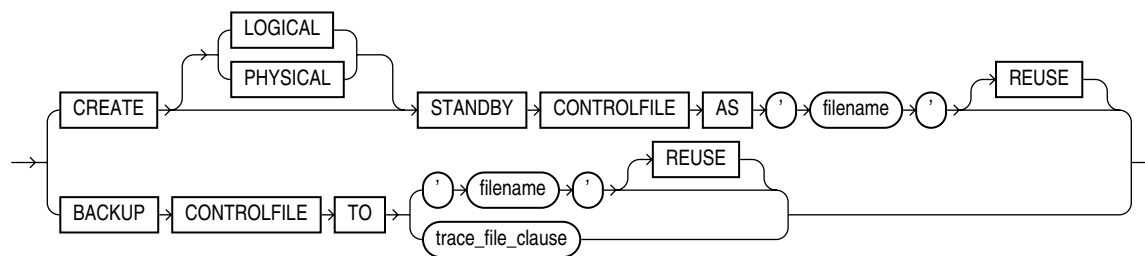 LOGICAL
PHYSICAL
REUSE
CREATE STANDBY CONTROLFILE AS ' filename '
REUSE
BACKUP CONTROLFILE TO ' filename '
trace_file_clause